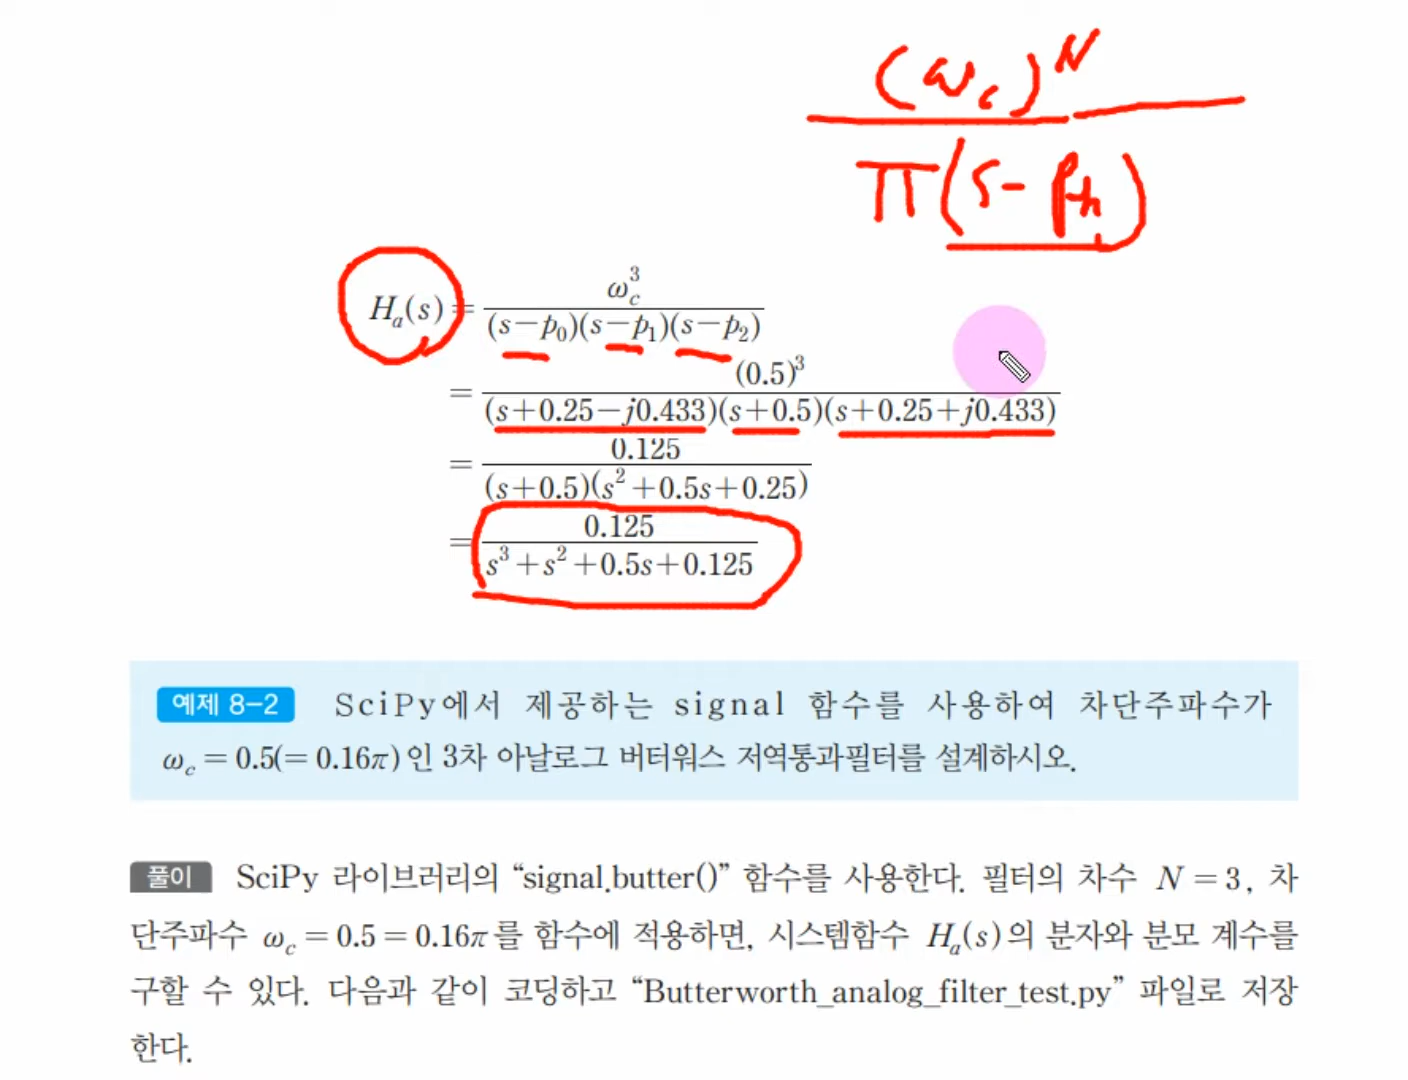 (ω_c)^N
π(s-p_k)
H_a(s) = ω_c^3 / (s-p_0)(s-p_1)(s-p_2)
= (0.5)^3 / (s+0.25-j0.433)(s+0.5)(s+0.25+j0.433)
= 0.125 / (s+0.5)(s^2+0.5s+0.25)
= 0.125 / s^3+s^2+0.5s+0.125
예제 8-2 SciPy에서 제공하는 signal 함수를 사용하여 차단주파수가
ω_c = 0.5(= 0.16π)인 3차 아날로그 버터워스 저역통과필터를 설계하시오.
풀이 SciPy 라이브러리의 “signal.butter()” 함수를 사용한다. 필터의 차수 N = 3, 차
단주파수 ω_c = 0.5 = 0.16π를 함수에 적용하면, 시스템함수 H_a(s)의 분자와 분모 계수를
구할 수 있다. 다음과 같이 코딩하고 “Butterworth_analog_filter_test.py” 파일로 저장
한다.